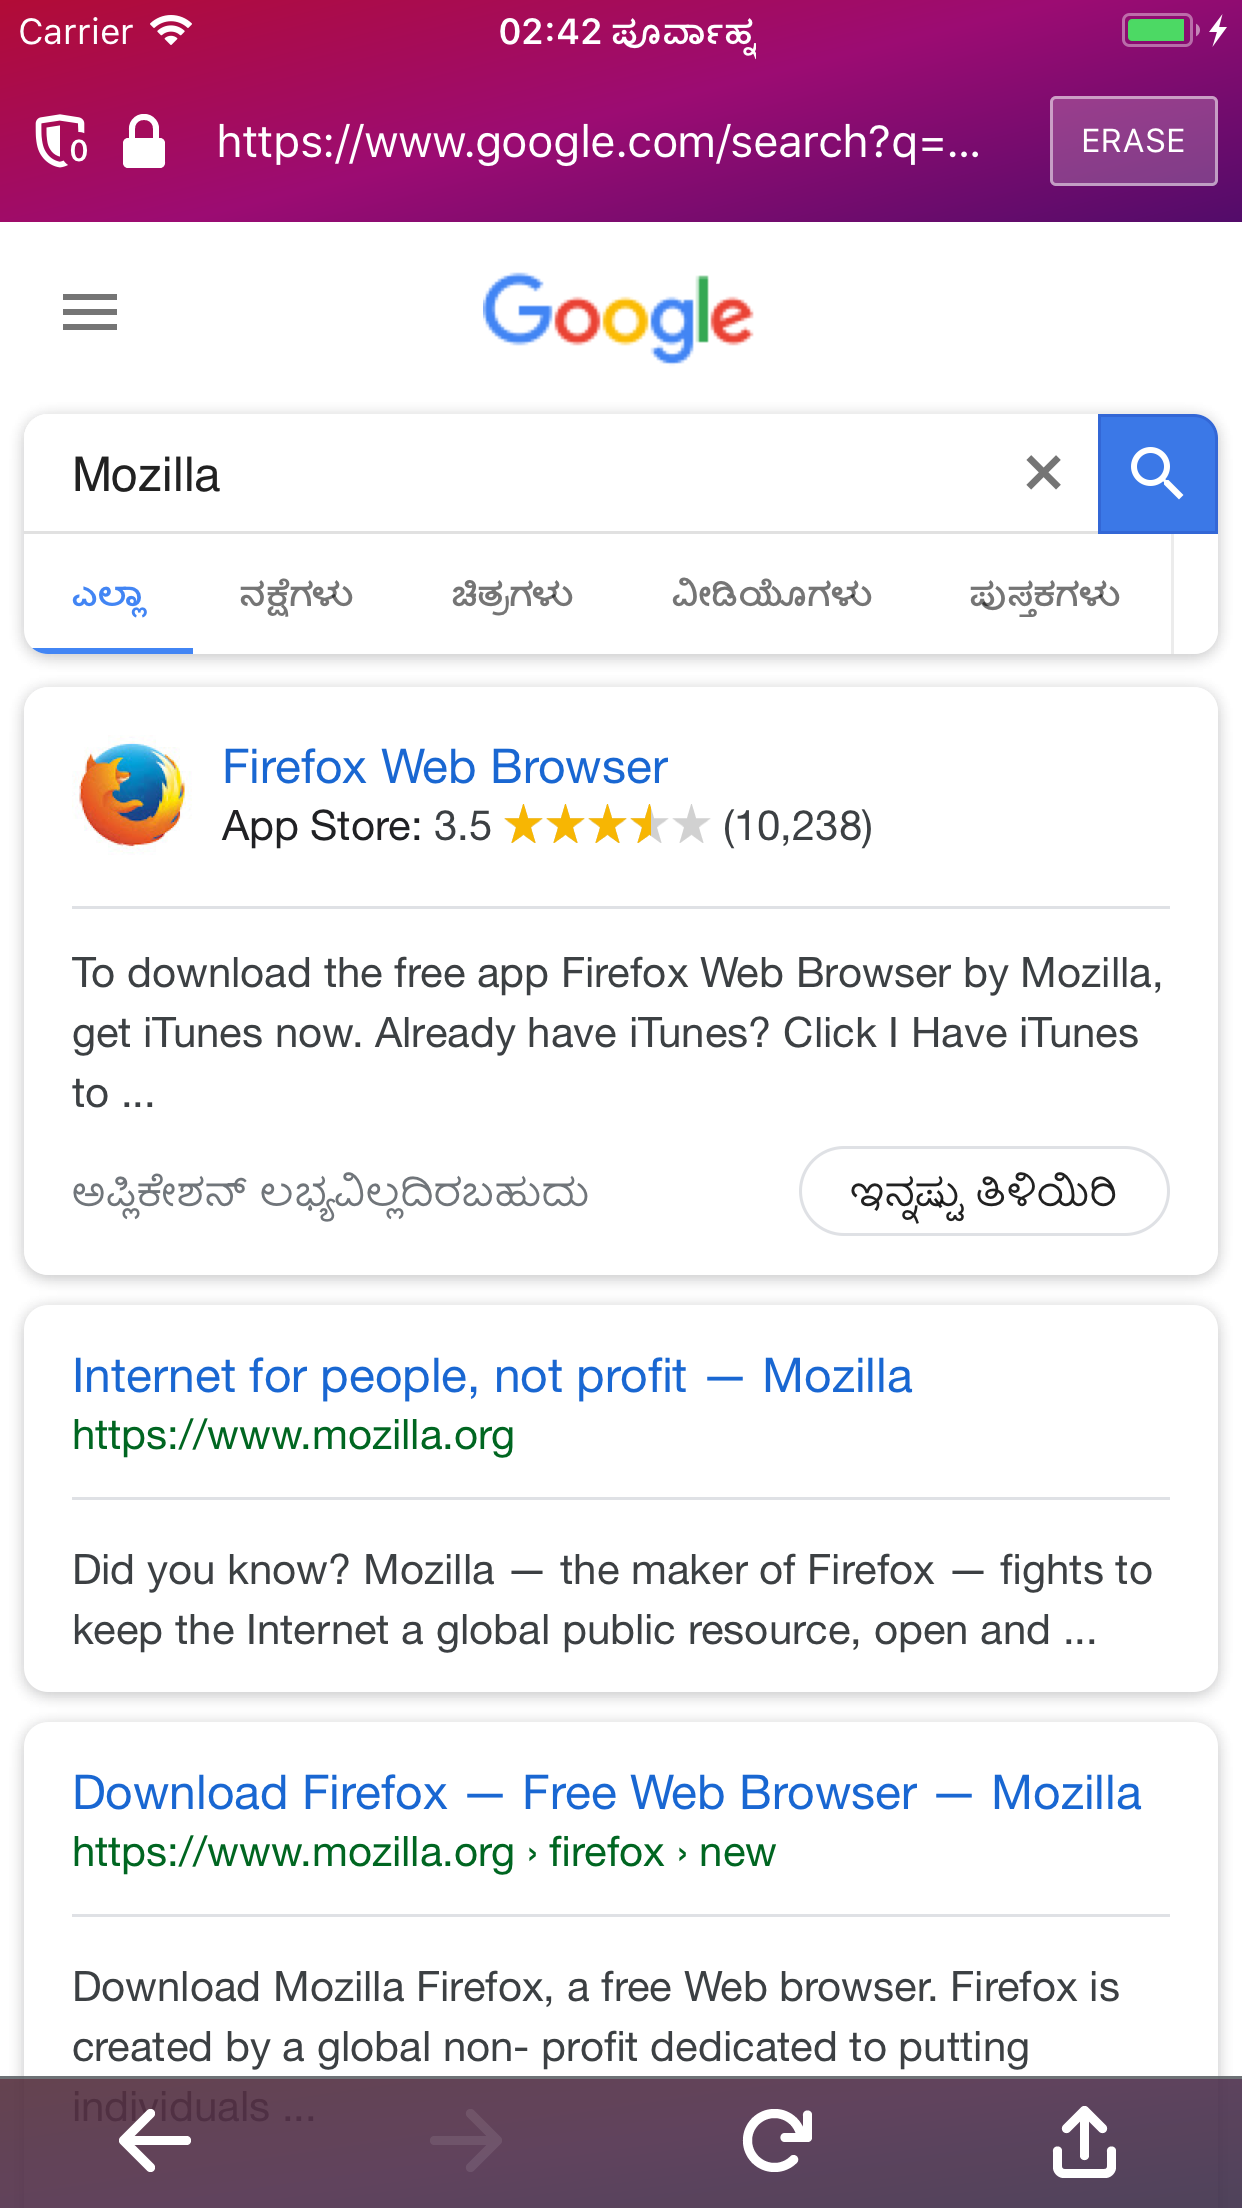 Carrier 02:42 ಪೂರ್ವಾಹ್ನ
0 https://www.google.com/search?q=... ERASE
Google
Mozilla
ಎಲ್ಲಾ ನಕ್ಷೆಗಳು ಚಿತ್ರಗಳು ವೀಡಿಯೊಗಳು ಪುಸ್ತಕಗಳು
Firefox Web Browser
App Store: 3.5 (10,238)
To download the free app Firefox Web Browser by Mozilla,
get iTunes now. Already have iTunes? Click I Have iTunes
to ...
ಅಪ್ಲಿಕೇಶನ್ ಲಭ್ಯವಿಲ್ಲದಿರಬಹುದು ಇನ್ನಷ್ಟು ತಿಳಿಯಿರಿ
Internet for people, not profit — Mozilla
https://www.mozilla.org
Did you know? Mozilla — the maker of Firefox — fights to
keep the Internet a global public resource, open and ...
Download Firefox — Free Web Browser — Mozilla
https://www.mozilla.org › firefox › new
Download Mozilla Firefox, a free Web browser. Firefox is
created by a global non- profit dedicated to putting
individuals ...